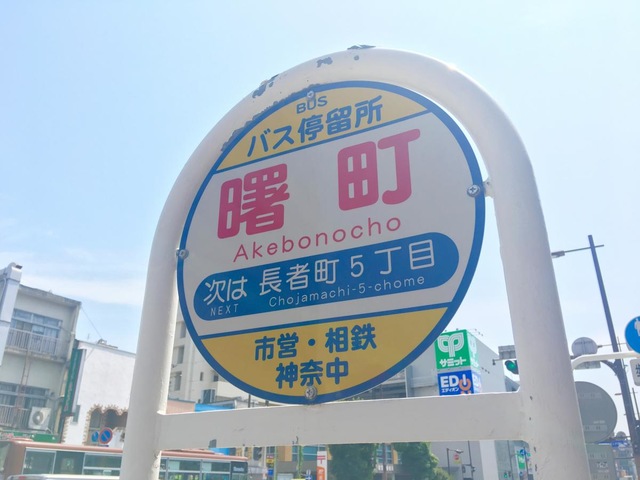 BUS
バス停留所
曙町
Akebonocho
次は 長者町5丁目
NEXT Chojamachi-5-chome
市営・相鉄
神奈中
サミット
EDION
エディオン